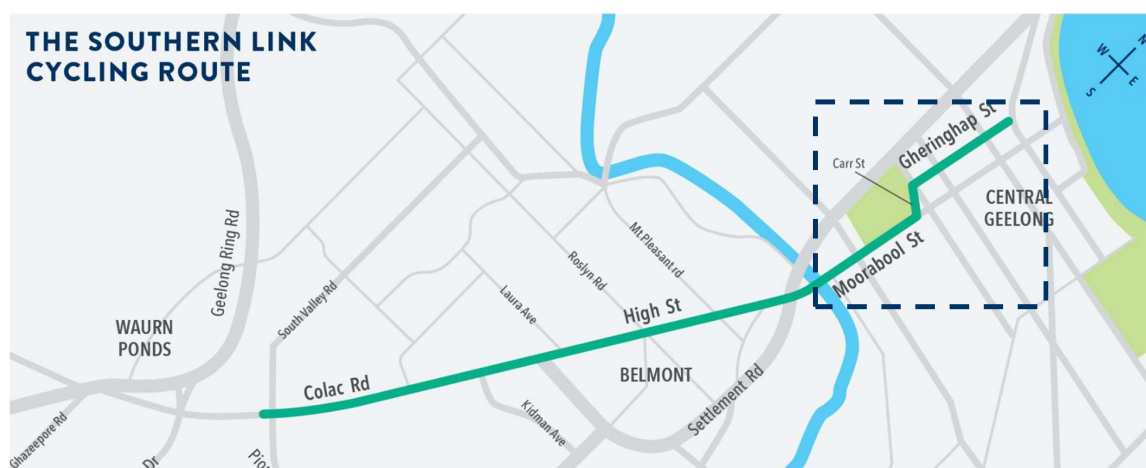 THE SOUTHERN LINK
CYCLING ROUTE
N
W
E
S
Gheringhap St
Carr St
CENTRAL
GEELONG
Moorabool St
Mt Pleasant rd
Geelong Ring Rd
Roslyn Rd
South Valley Rd
Laura Ave
High St
WAURN
PONDS
BELMONT
Colac Rd
Settlement Rd
Kidman Ave
Ghazeepore Rd
Dr